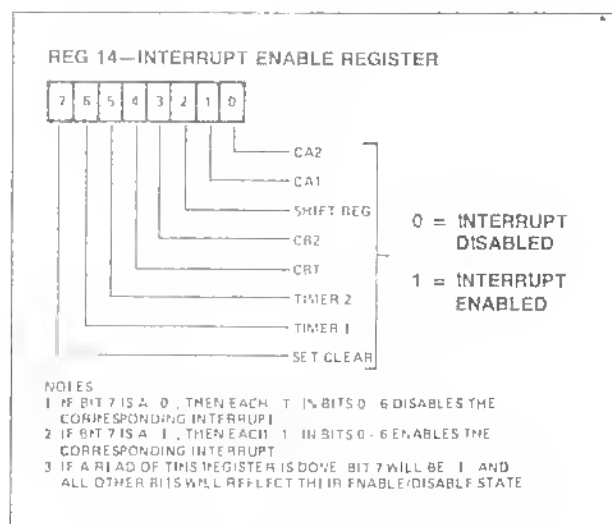 REG 14—INTERRUPT ENABLE REGISTER
7 6 5 4 3 2 1 0
CA2
CA1
SHIFT REG
CB2
CB1
TIMER 2
TIMER 1
SET CLEAR
0 = INTERRUPT
DISABLED
1 = INTERRUPT
ENABLED
NOTES
1 IF BIT 7 IS A 0, THEN EACH 1 IN BITS 0 6 DISABLES THE
CORRESPONDING INTERRUPT
2 IF BIT 7 IS A 1, THEN EACH 1 IN BITS 0-6 ENABLES THE
CORRESPONDING INTERRUPT
3 IF A READ OF THIS REGISTER IS DONE BIT 7 WILL BE 1 AND
ALL OTHER BITS WILL REFLECT THEIR ENABLE/DISABLE STATE